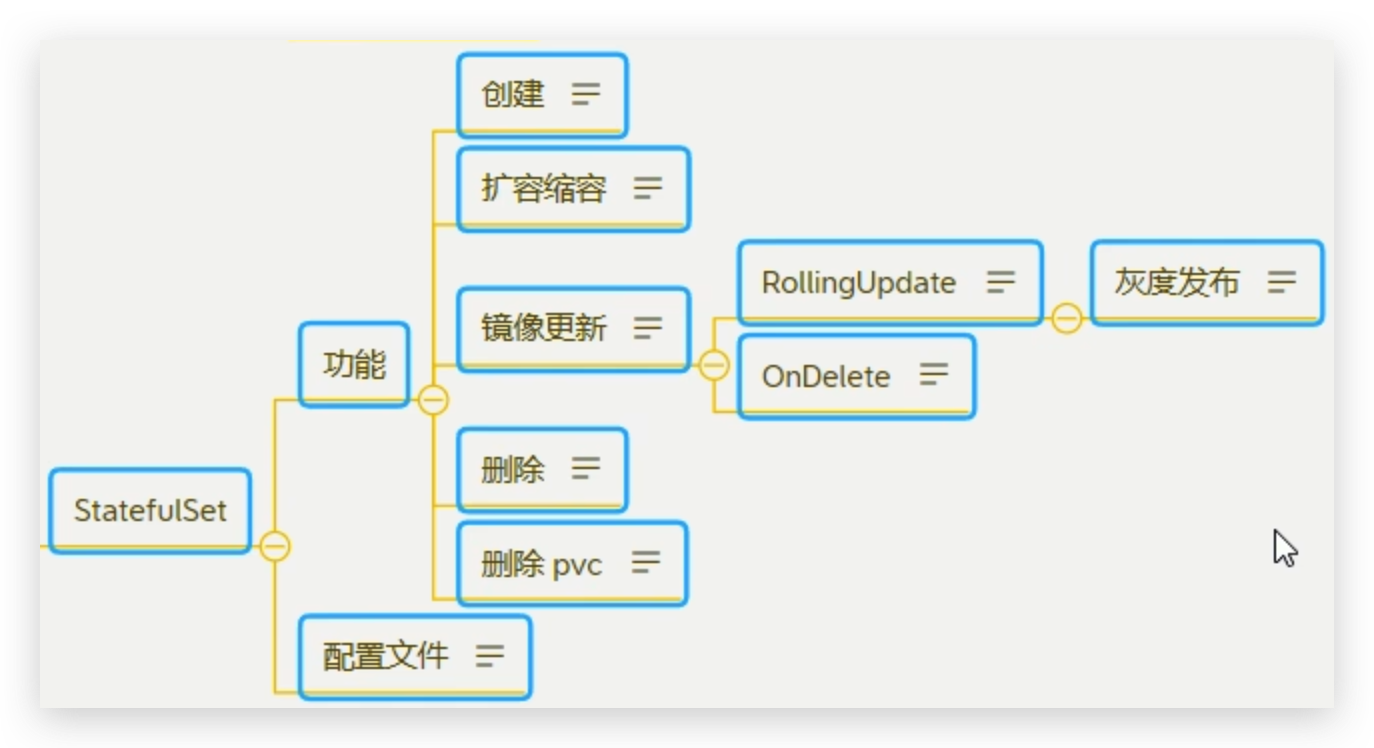 创建
扩容缩容
RollingUpdate
灰度发布
镜像更新
功能
OnDelete
删除
StatefulSet
删除 pvc
配置文件